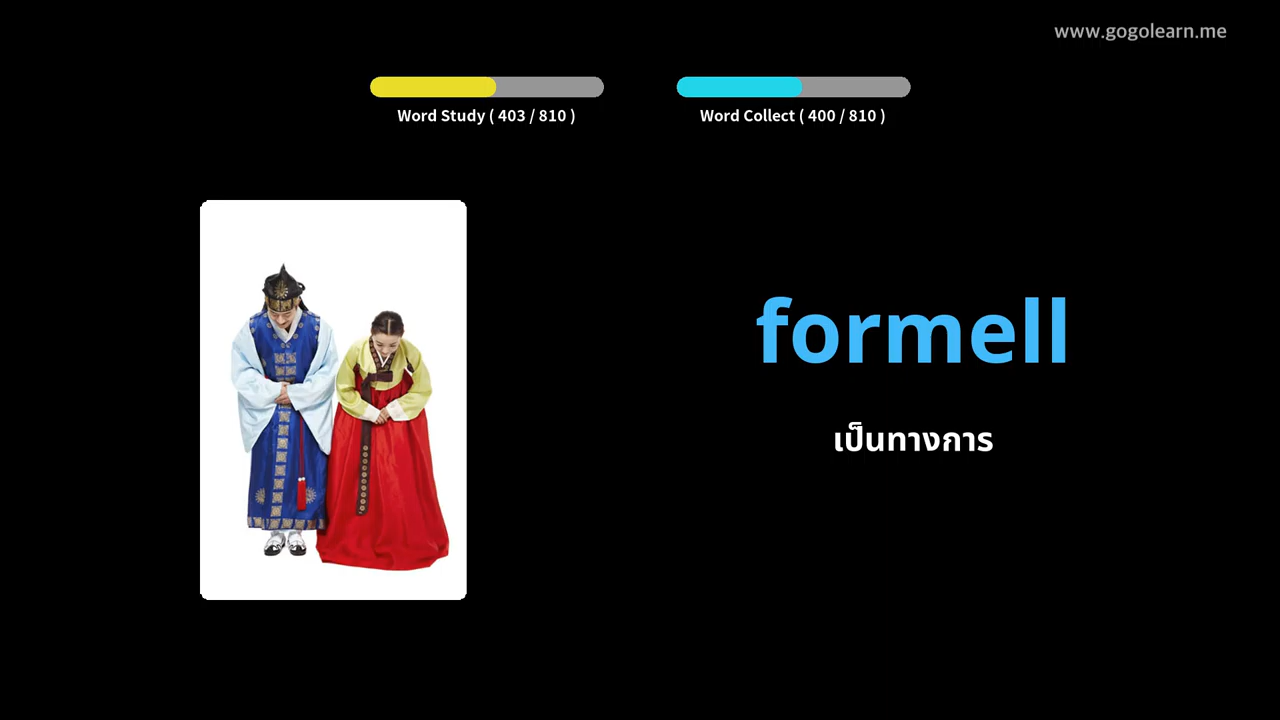 www.gogolearn.me
Word Study ( 403 / 810 )
Word Collect ( 400 / 810 )
formell
เป็นทางการ